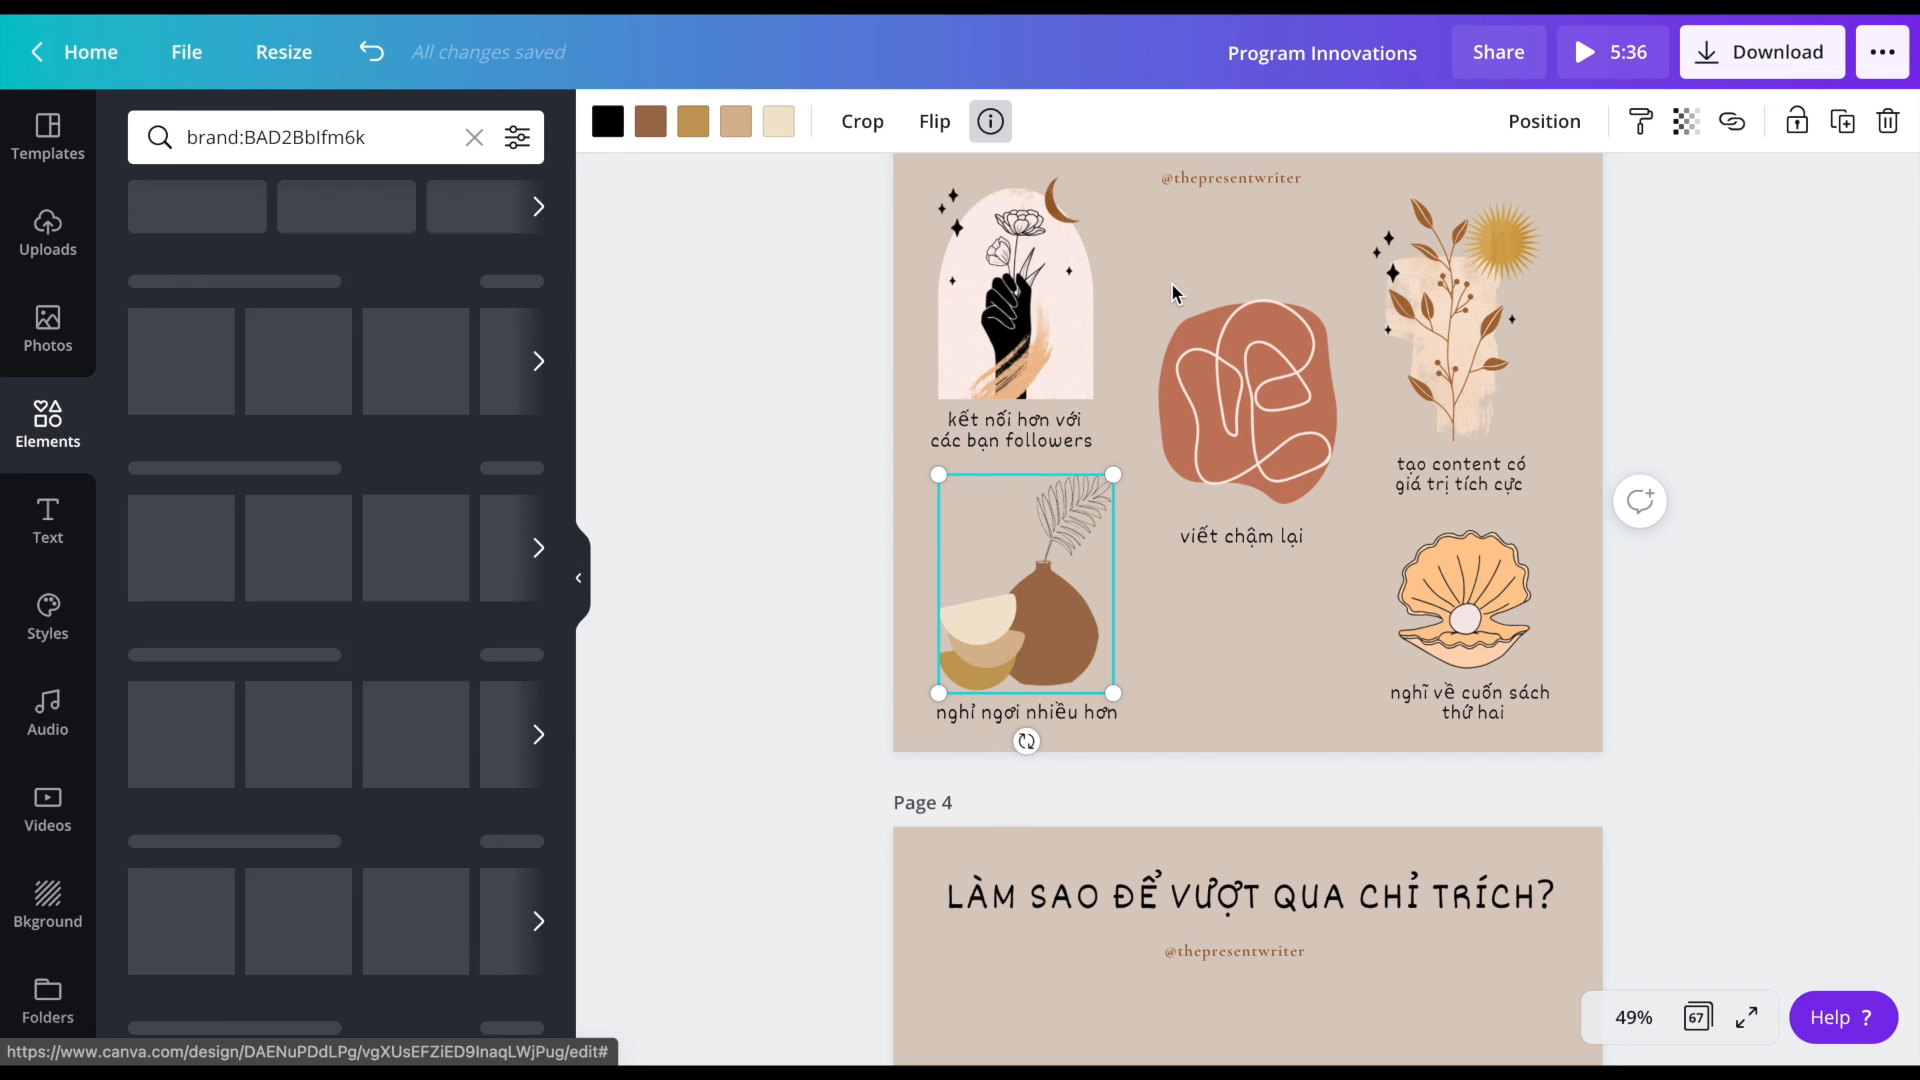 Home
File
Resize
All changes saved
Program Innovations
Share
5:36
Download
Templates
Uploads
Photos
Elements
Text
Styles
Audio
Videos
Bkground
Folders
brand:BAD2Bblfm6k
Crop
Flip
Position
@thepresentwriter
kết nối hơn với
các bạn followers
viết chậm lại
tạo content có
giá trị tích cực
nghỉ ngơi nhiều hơn
nghĩ về cuốn sách
thứ hai
Page 4
LÀM SAO ĐỂ VƯỢT QUA CHỈ TRÍCH?
@thepresentwriter
49%
67
Help ?
https://www.canva.com/design/DAENuPDdLPg/vgXUsEFZiED9InaqLWjPug/edit#